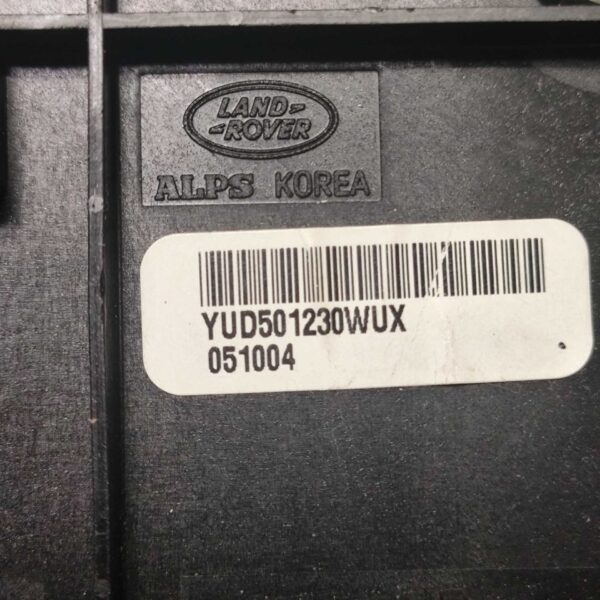 LAND
ROVER
ALPS KOREA
YUD501230WUX
051004